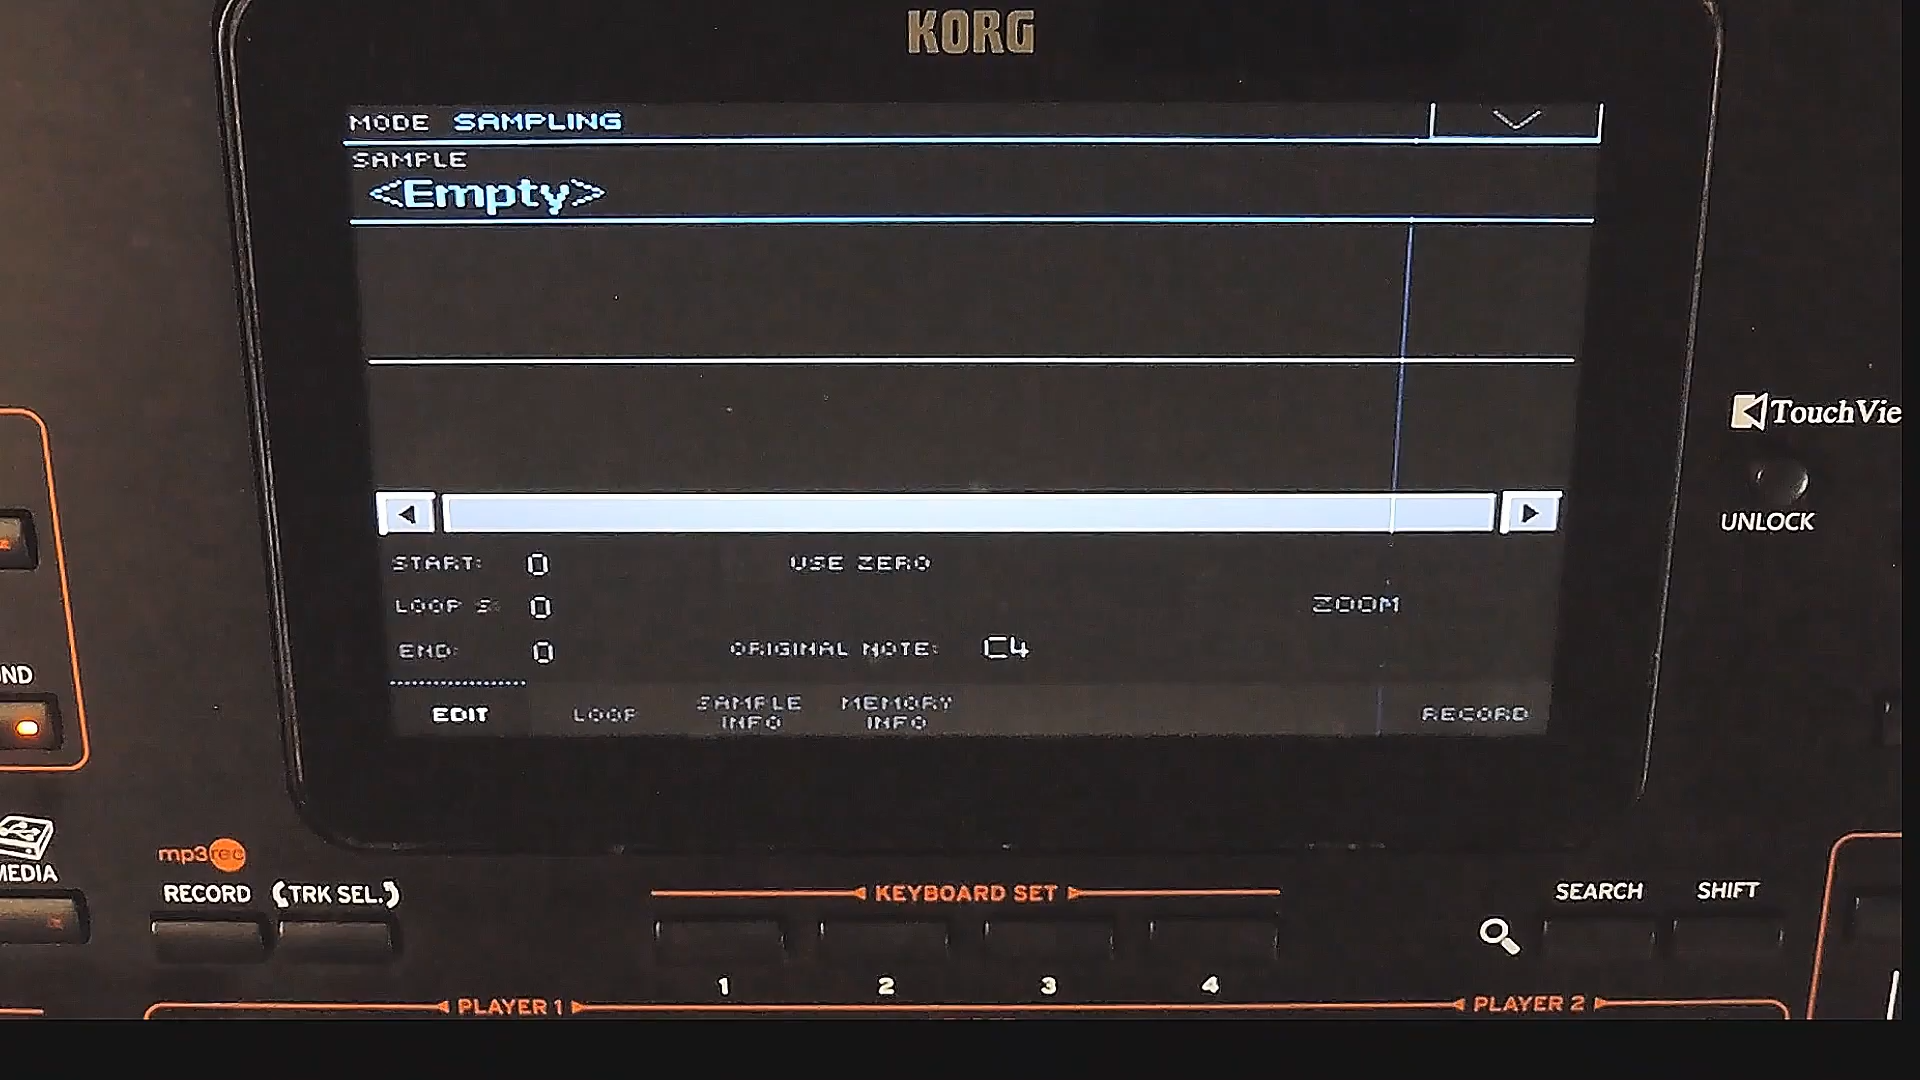 KORG
MODE SAMPLING
SAMPLE
<Empty>
START: 0 USE ZERO
LOOP S: 0 ZOOM
END: 0 ORIGINAL NOTE: C4
EDIT LOOP SAMPLE INFO MEMORY INFO RECORD
TouchVie
UNLOCK
ND
MEDIA
mp3rec
RECORD TRK SEL.
KEYBOARD SET
SEARCH SHIFT
1 2 3 4
PLAYER 1 PLAYER 2